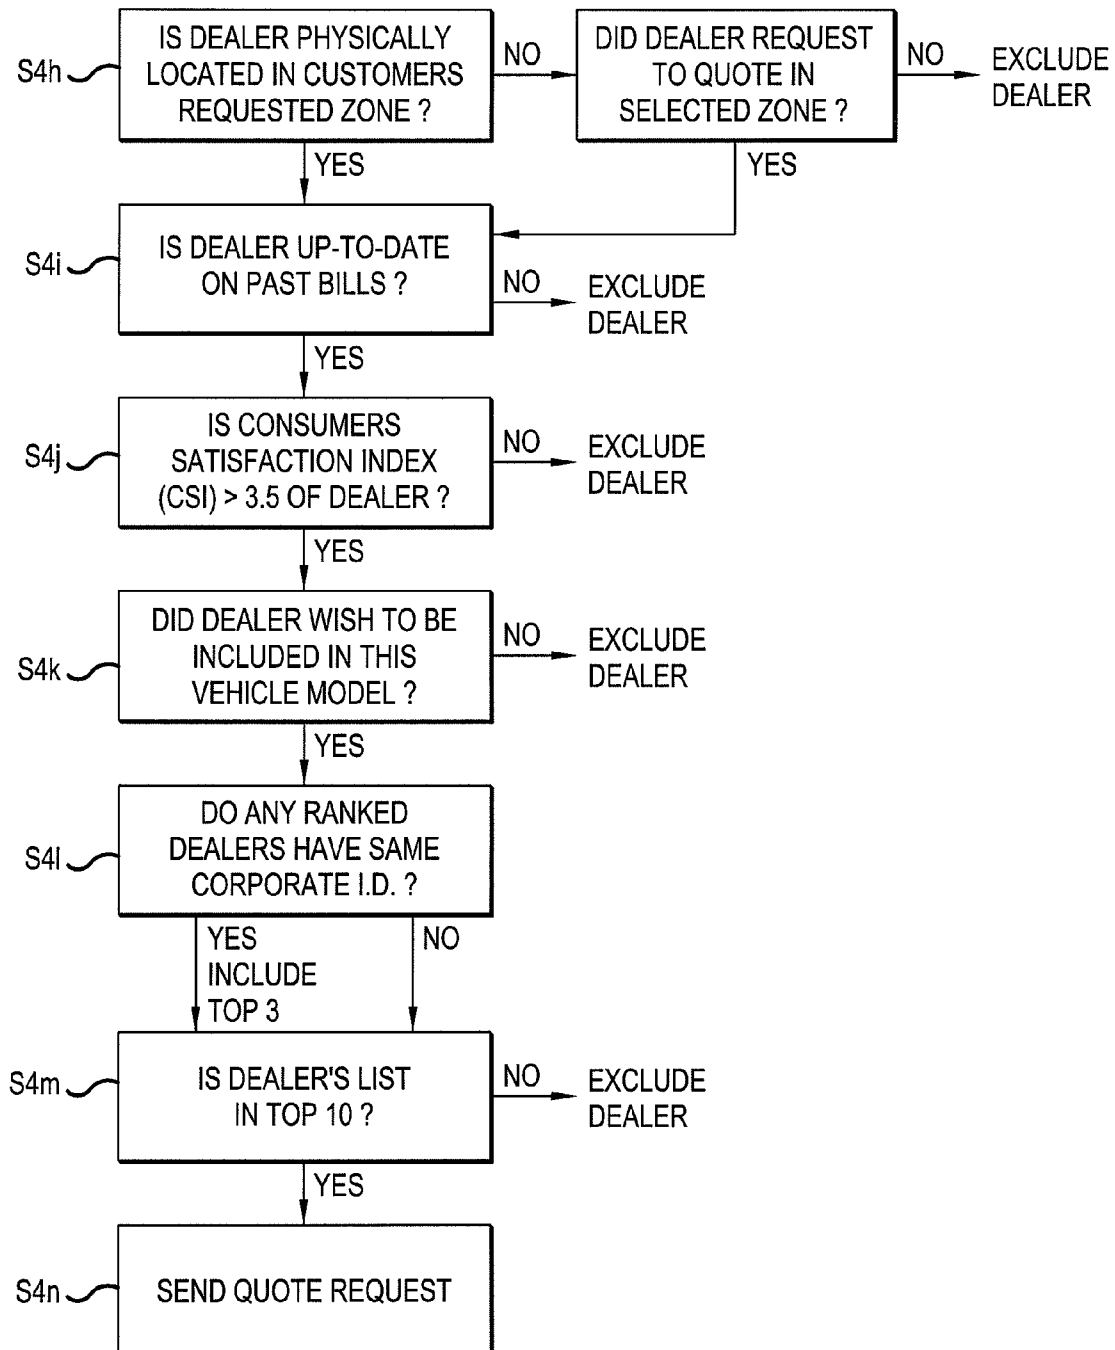 S4h
IS DEALER PHYSICALLY
LOCATED IN CUSTOMERS
REQUESTED ZONE ?
NO
DID DEALER REQUEST
TO QUOTE IN
SELECTED ZONE ?
NO
EXCLUDE
DEALER
YES
YES
S4i
IS DEALER UP-TO-DATE
ON PAST BILLS ?
NO
EXCLUDE
DEALER
YES
S4j
IS CONSUMERS
SATISFACTION INDEX
(CSI) > 3.5 OF DEALER ?
NO
EXCLUDE
DEALER
YES
S4k
DID DEALER WISH TO BE
INCLUDED IN THIS
VEHICLE MODEL ?
NO
EXCLUDE
DEALER
YES
S4l
DO ANY RANKED
DEALERS HAVE SAME
CORPORATE I.D. ?
YES
INCLUDE
TOP 3
NO
S4m
IS DEALER'S LIST
IN TOP 10 ?
NO
EXCLUDE
DEALER
YES
S4n
SEND QUOTE REQUEST